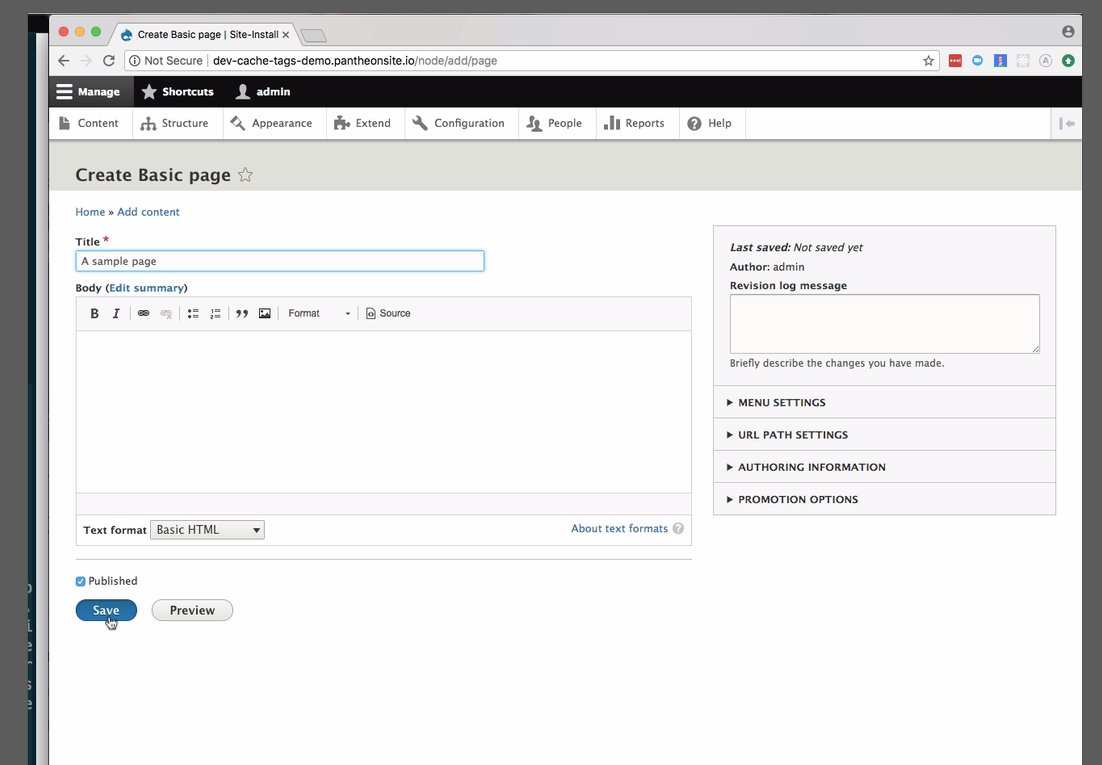 Create Basic page | Site-Install
Not Secure | dev-cache-tags-demo.pantheonsite.io/node/add/page
Manage Shortcuts admin
Content Structure Appearance Extend Configuration People Reports Help
Create Basic page
Home » Add content
Title *
A sample page
Body (Edit summary)
B I Format Source
Text format Basic HTML
About text formats ?
Published
Save Preview
Last saved: Not saved yet
Author: admin
Revision log message
Briefly describe the changes you have made.
MENU SETTINGS
URL PATH SETTINGS
AUTHORING INFORMATION
PROMOTION OPTIONS